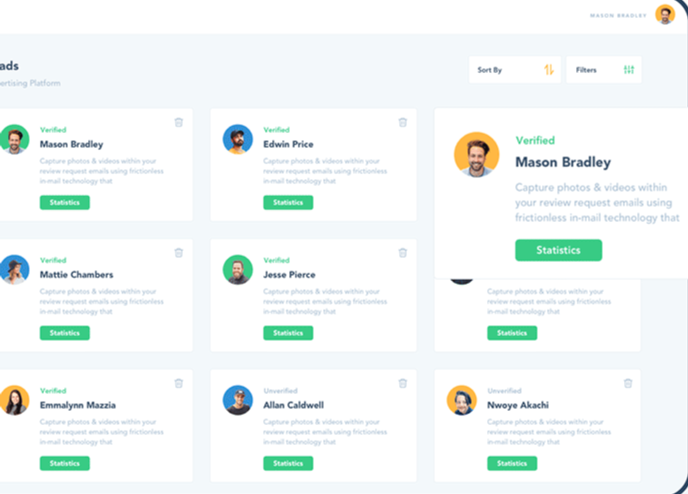 MASON BRADLEY
ads
ertising Platform
Sort By
Filters
Verified
Mason Bradley
Capture photos & videos within your
review request emails using frictionless
in-mail technology that
Statistics
Verified
Edwin Price
Capture photos & videos within your
review request emails using frictionless
in-mail technology that
Statistics
Verified
Mason Bradley
Capture photos & videos within
your review request emails using
frictionless in-mail technology that
Statistics
Verified
Mattie Chambers
Capture photos & videos within your
review request emails using frictionless
in-mail technology that
Statistics
Verified
Jesse Pierce
Capture photos & videos within your
review request emails using frictionless
in-mail technology that
Statistics
Capture photos & videos within your
review request emails using frictionless
in-mail technology that
Statistics
Verified
Emmalynn Mazzia
Capture photos & videos within your
review request emails using frictionless
in-mail technology that
Statistics
Unverified
Allan Caldwell
Capture photos & videos within your
review request emails using frictionless
in-mail technology that
Statistics
Unverified
Nwoye Akachi
Capture photos & videos within your
review request emails using frictionless
in-mail technology that
Statistics